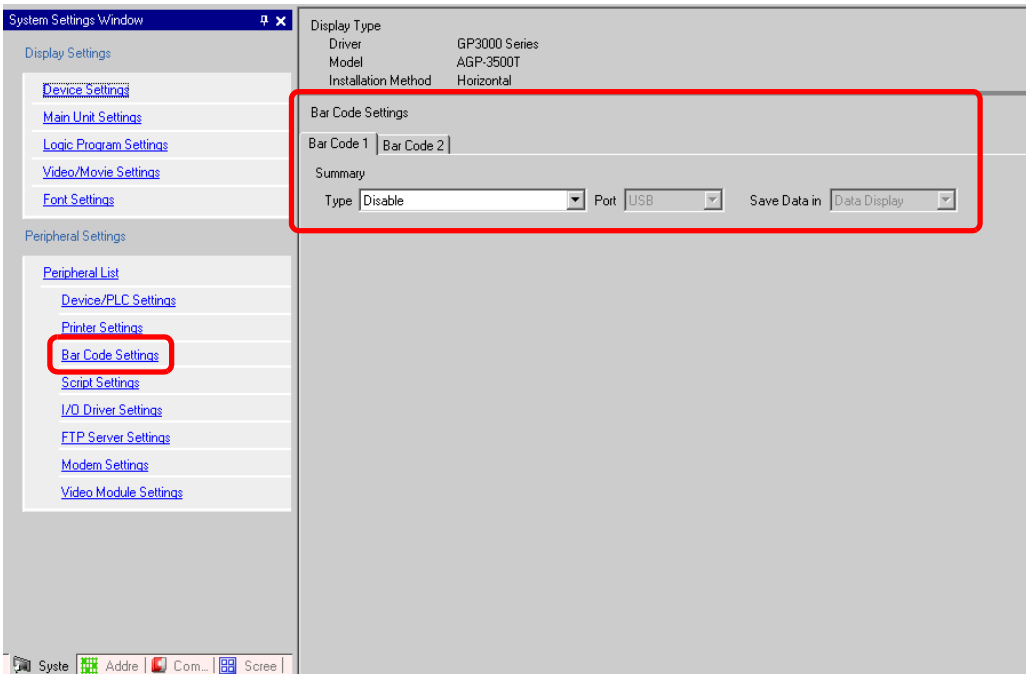 System Settings Window
Display Settings
Device Settings
Main Unit Settings
Logic Program Settings
Video/Movie Settings
Font Settings
Peripheral Settings
Peripheral List
Device/PLC Settings
Printer Settings
Bar Code Settings
Script Settings
I/O Driver Settings
FTP Server Settings
Modem Settings
Video Module Settings
Syste Addre Com... Scree
Display Type
Driver GP3000 Series
Model AGP-3500T
Installation Method Horizontal
Bar Code Settings
Bar Code 1 Bar Code 2
Summary
Type Disable Port USB Save Data in Data Display